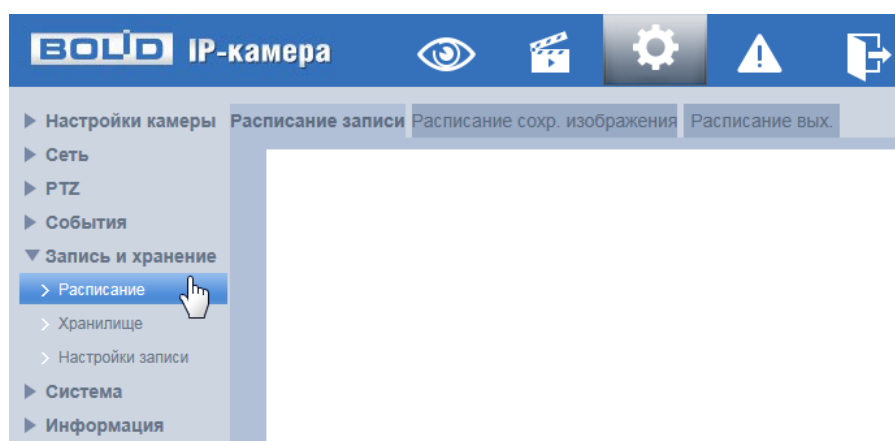 BOLID IP-камера
Настройки камеры
Расписание записи Расписание сохр. изображения Расписание вых.
Сеть
PTZ
События
Запись и хранение
Расписание
Хранилище
Настройки записи
Система
Информация